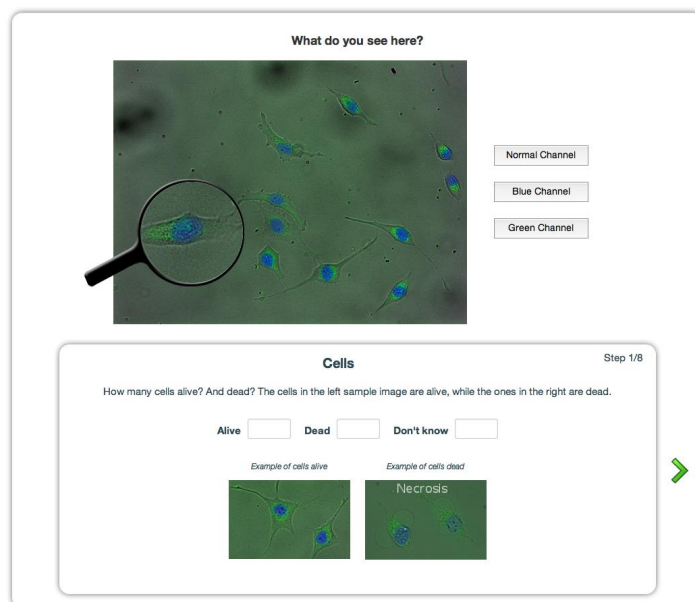 What do you see here?
Normal Channel
Blue Channel
Green Channel
Cells
Step 1/8
How many cells alive? And dead? The cells in the left sample image are alive, while the ones in the right are dead.
Alive Dead Don't know
Example of cells alive Example of cells dead
Necrosis